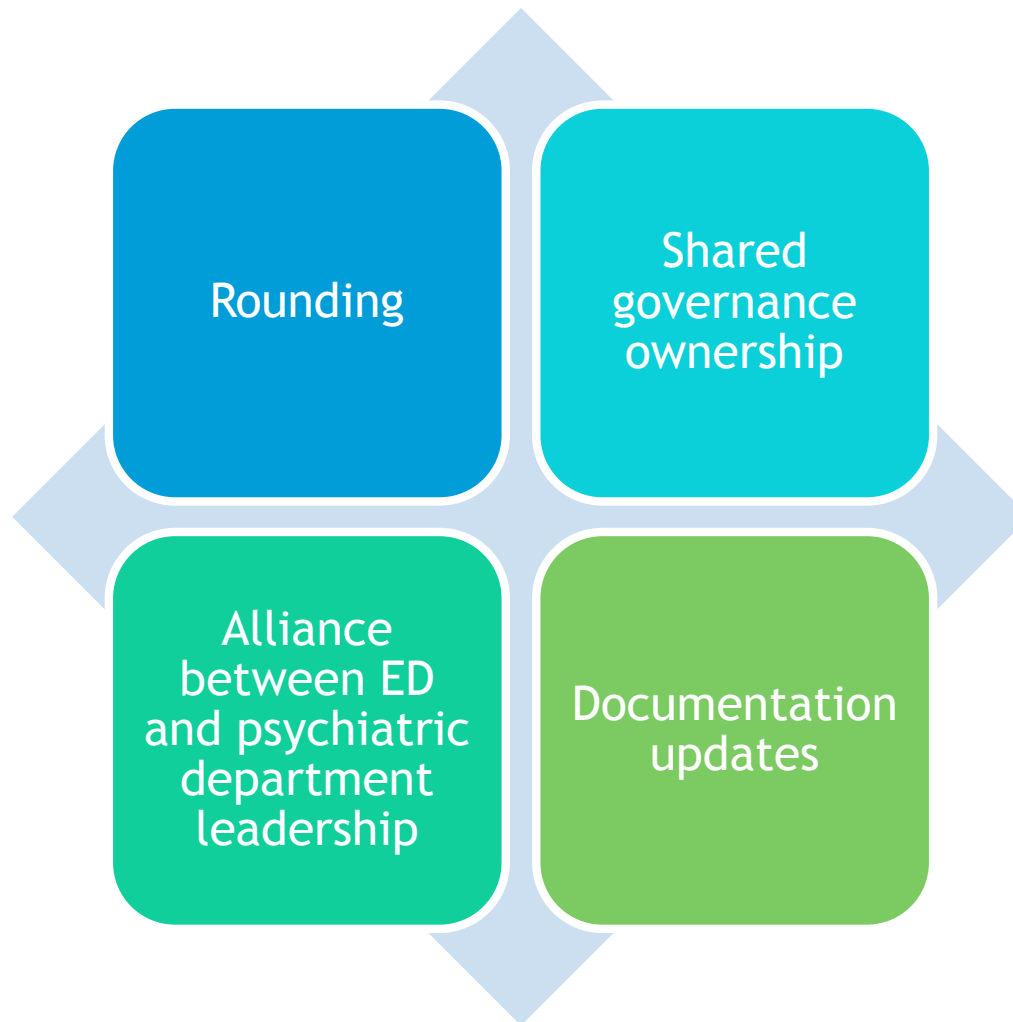 Rounding
Shared
governance
ownership
Alliance
between ED
and psychiatric
department
leadership
Documentation
updates